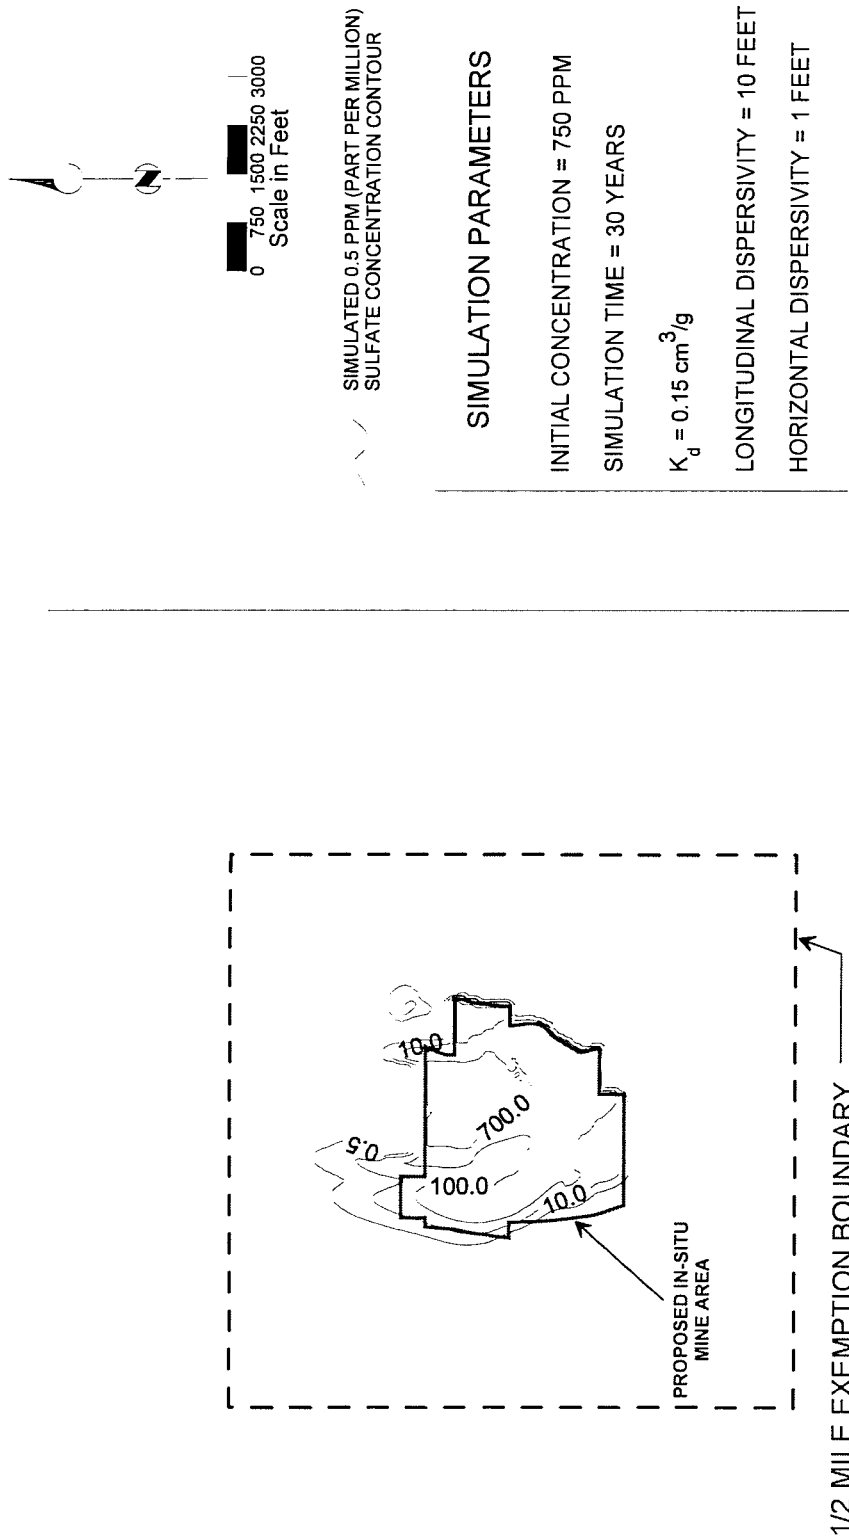 N
0 750 1500 2250 3000
Scale in Feet
SIMULATED 0.5 PPM (PART PER MILLION)
SULFATE CONCENTRATION CONTOUR
SIMULATION PARAMETERS
INITIAL CONCENTRATION = 750 PPM
SIMULATION TIME = 30 YEARS
K_d = 0.15 cm³/g
LONGITUDINAL DISPERSIVITY = 10 FEET
HORIZONTAL DISPERSIVITY = 1 FEET
10.0
0.5
700.0
100.0
10.0
PROPOSED IN-SITU
MINE AREA
1/2 MILE EXEMPTION BOUNDARY